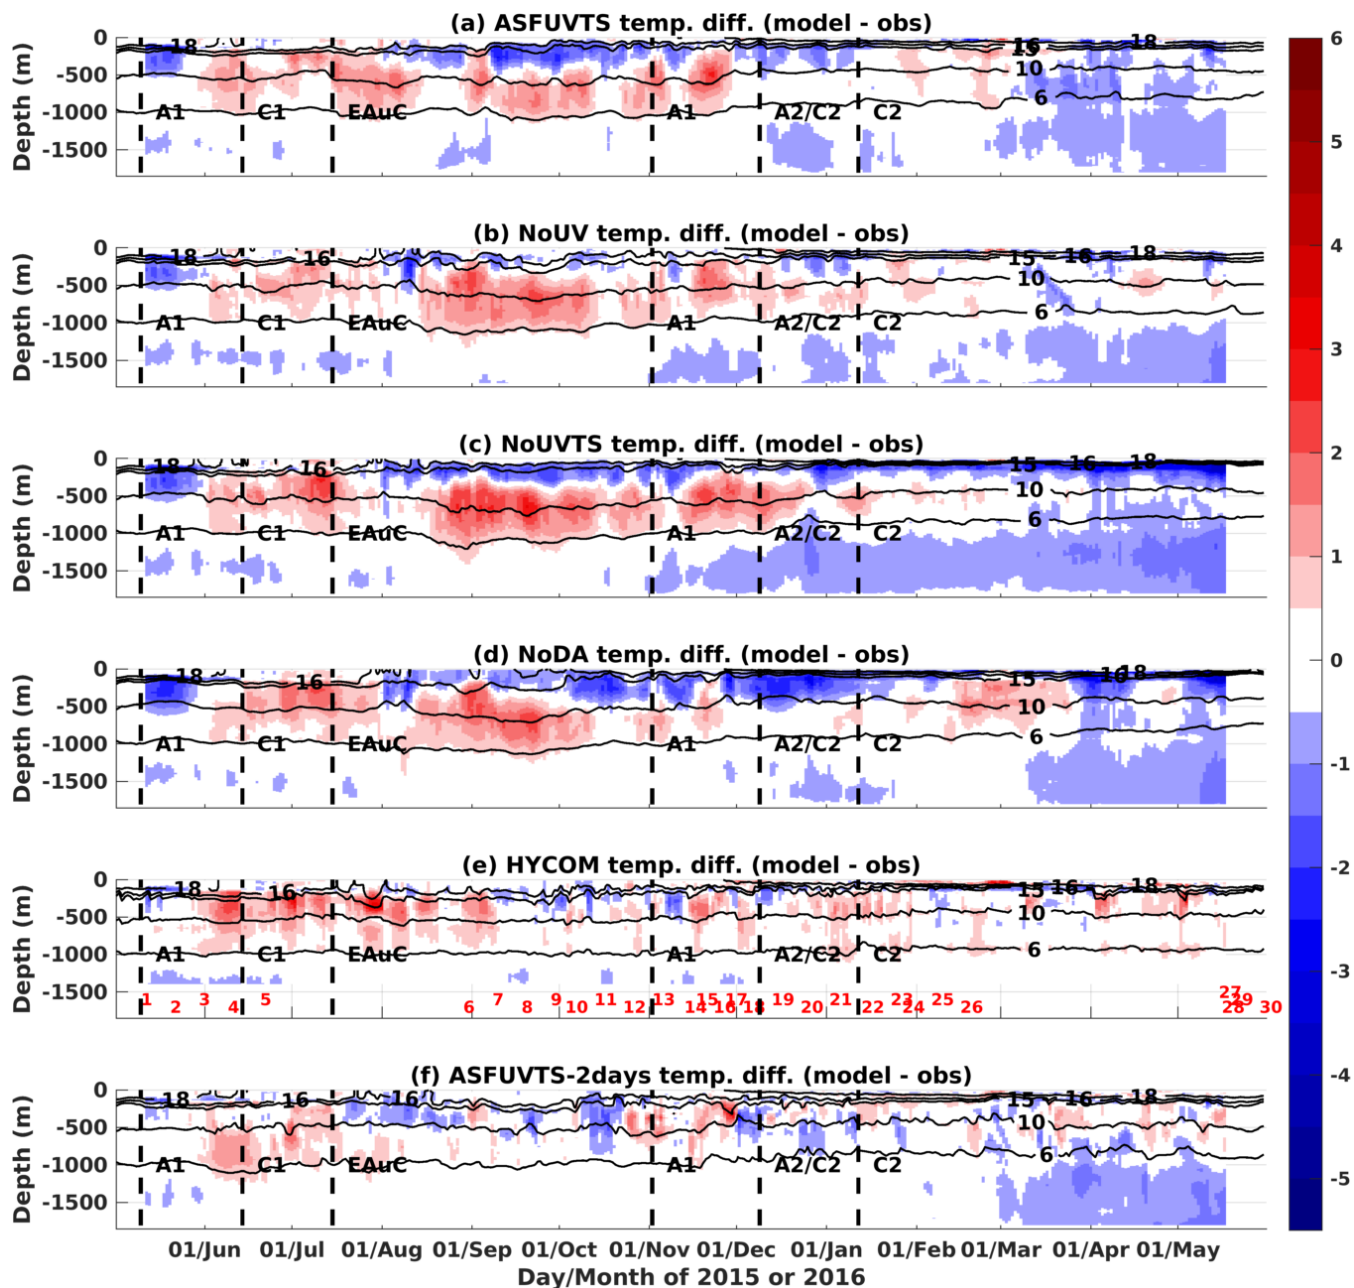 (a) ASFUVTS temp. diff. (model - obs)
0
-500
-1000
-1500
Depth (m)
18
16
15
18
10
6
A1
C1
EAuC
A1
A2/C2
C2
(b) NoUV temp. diff. (model - obs)
0
-500
-1000
-1500
Depth (m)
18
16
15
16
18
10
6
A1
C1
EAuC
A1
A2/C2
C2
(c) NoUVTS temp. diff. (model - obs)
0
-500
-1000
-1500
Depth (m)
18
16
15
16
18
10
6
A1
C1
EAuC
A1
A2/C2
C2
(d) NoDA temp. diff. (model - obs)
0
-500
-1000
-1500
Depth (m)
18
16
15
16
18
10
6
A1
C1
EAuC
A1
A2/C2
C2
(e) HYCOM temp. diff. (model - obs)
0
-500
-1000
-1500
Depth (m)
18
16
15
16
18
10
6
A1
C1
EAuC
A1
A2/C2
C2
1 2 3 4 5 6 7 8 9 10 11 12 13 14 15 16 17 18 19 20 21 22 23 24 25 26 27 28 29 30
(f) ASFUVTS-2days temp. diff. (model - obs)
0
-500
-1000
-1500
Depth (m)
18
16
16
15
16
18
10
6
A1
C1
EAuC
A1
A2/C2
C2
01/Jun 01/Jul 01/Aug 01/Sep 01/Oct 01/Nov 01/Dec 01/Jan 01/Feb 01/Mar 01/Apr 01/May
Day/Month of 2015 or 2016
6
5
4
3
2
1
0
-1
-2
-3
-4
-5